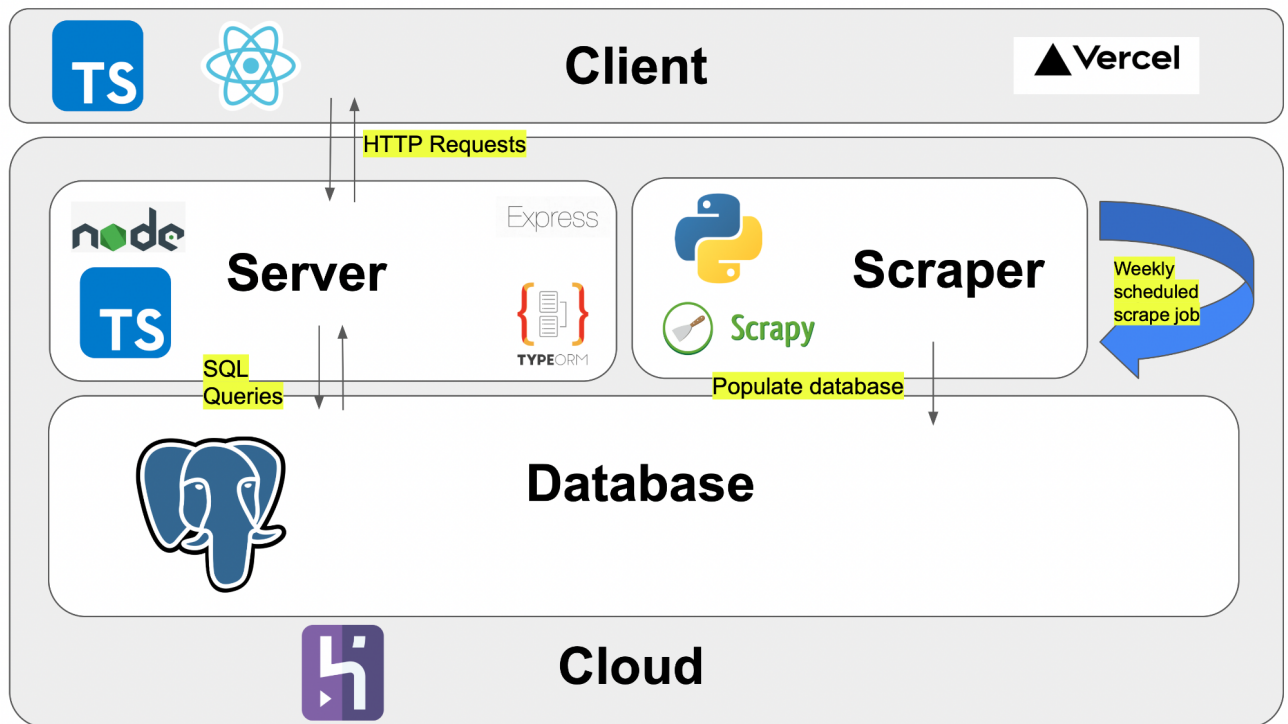 TS
Client
Vercel
HTTP Requests
node
Express
Server
TS
TYPEORM
Scraper
Scrapy
Weekly
scheduled
scrape job
SQL
Queries
Populate database
Database
Cloud